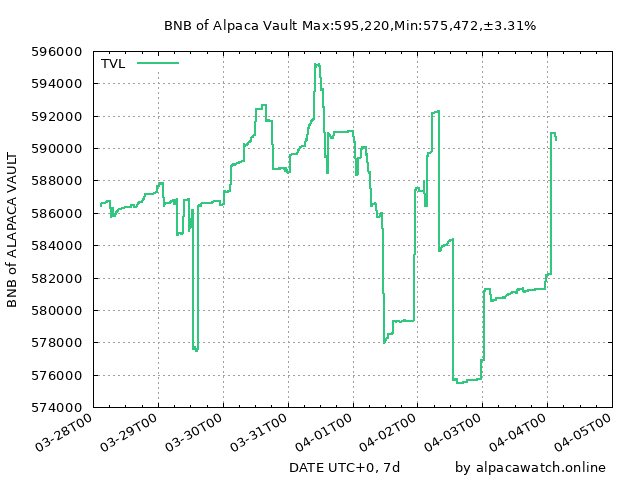 BNB of Alpaca Vault Max:595,220,Min:575,472,±3.31%
596000
TVL
594000
592000
590000
588000
586000
584000
582000
580000
578000
576000
574000
BNB of ALAPACA VAULT
03-28T00
03-29T00
03-30T00
03-31T00
04-01T00
04-02T00
04-03T00
04-04T00
04-05T00
DATE UTC+0, 7d
by alpacawatch.online